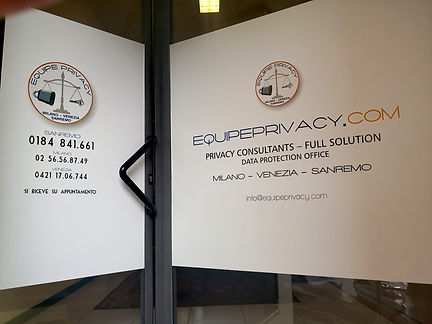 EQUIPE PRIVACY
MILANO - VENEZIA
SANREMO
SANREMO
0184 841.661
MILANO
02 56.56.87.49
VENEZIA
0421 17.06.744
SI RICEVE SU APPUNTAMENTO
EQUIPE PRIVACY
EQUIPEPRIVACY.COM
PRIVACY CONSULTANTS – FULL SOLUTION
DATA PROTECTION OFFICE
MILANO - VENEZIA - SANREMO
info@equipeprivacy.com